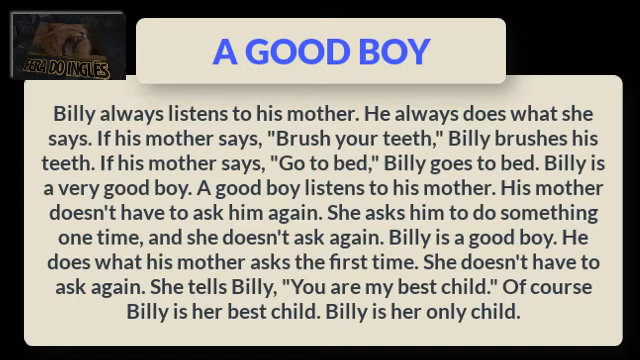 FERA DO INGLÊS
A GOOD BOY
Billy always listens to his mother. He always does what she
says. If his mother says, "Brush your teeth," Billy brushes his
teeth. If his mother says, "Go to bed," Billy goes to bed. Billy is
a very good boy. A good boy listens to his mother. His mother
doesn't have to ask him again. She asks him to do something
one time, and she doesn't ask again. Billy is a good boy. He
does what his mother asks the first time. She doesn't have to
ask again. She tells Billy, "You are my best child." Of course
Billy is her best child. Billy is her only child.